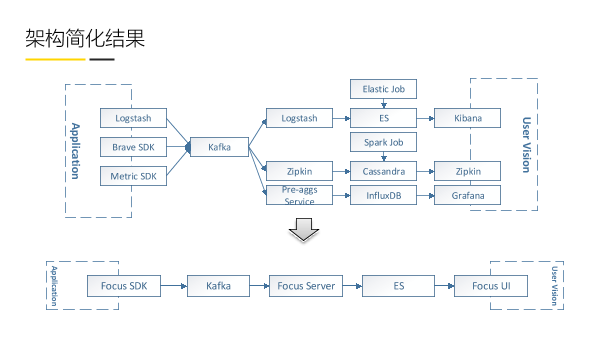 架构简化结果
Elastic Job
Logstash
Logstash
ES
Kibana
Application
Brave SDK
Kafka
Spark Job
User Vision
Metric SDK
Zipkin
Cassandra
Zipkin
Pre-aggs
Service
InfluxDB
Grafana
Application
Focus SDK
Kafka
Focus Server
ES
Focus UI
User Vision